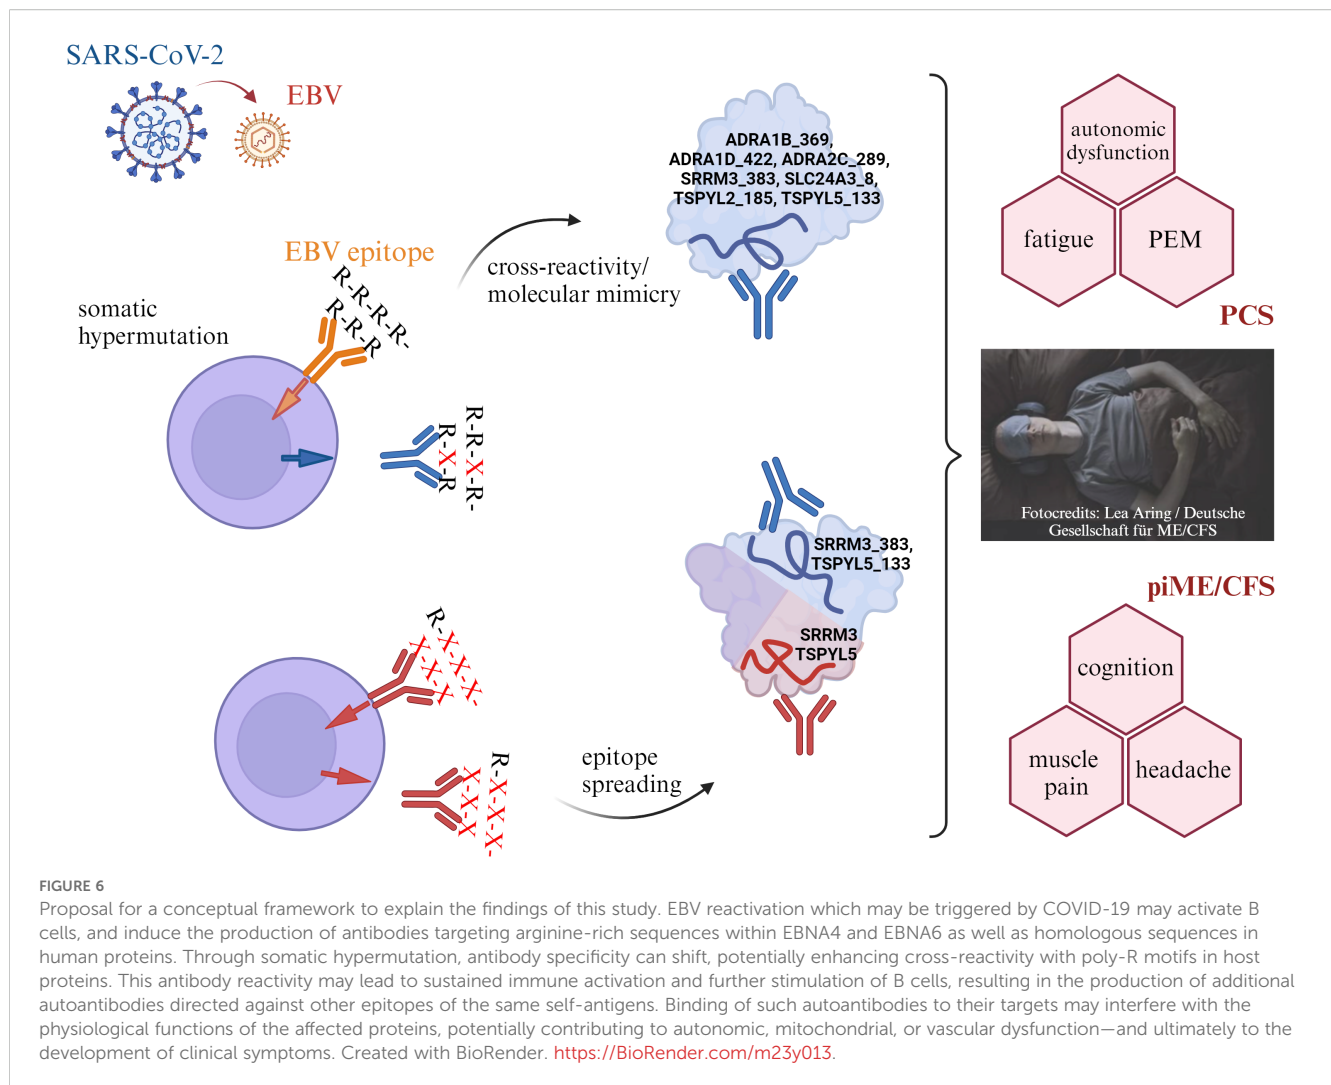 SARS-CoV-2
EBV
EBV epitope
R-R-R-R-
R-R-R
somatic
hypermutation
R-X-R
R-R-X-R-
cross-reactivity/
molecular mimicry
ADRA1B_369,
ADRA1D_422, ADRA2C_289,
SRRM3_383, SLC24A3_8,
TSPYL2_185, TSPYL5_133
R-X-X-X-
X-X-X
X-X-X
R-X-X-X-
epitope
spreading
SRRM3_383,
TSPYL5_133
SRRM3
TSPYL5
autonomic
dysfunction
fatigue
PEM
PCS
Fotocredits: Lea Aring / Deutsche
Gesellschaft für ME/CFS
piME/CFS
cognition
muscle
pain
headache
FIGURE 6
Proposal for a conceptual framework to explain the findings of this study. EBV reactivation which may be triggered by COVID-19 may activate B
cells, and induce the production of antibodies targeting arginine-rich sequences within EBNA4 and EBNA6 as well as homologous sequences in
human proteins. Through somatic hypermutation, antibody specificity can shift, potentially enhancing cross-reactivity with poly-R motifs in host
proteins. This antibody reactivity may lead to sustained immune activation and further stimulation of B cells, resulting in the production of additional
autoantibodies directed against other epitopes of the same self-antigens. Binding of such autoantibodies to their targets may interfere with the
physiological functions of the affected proteins, potentially contributing to autonomic, mitochondrial, or vascular dysfunction—and ultimately to the
development of clinical symptoms. Created with BioRender. https://BioRender.com/m23y013.